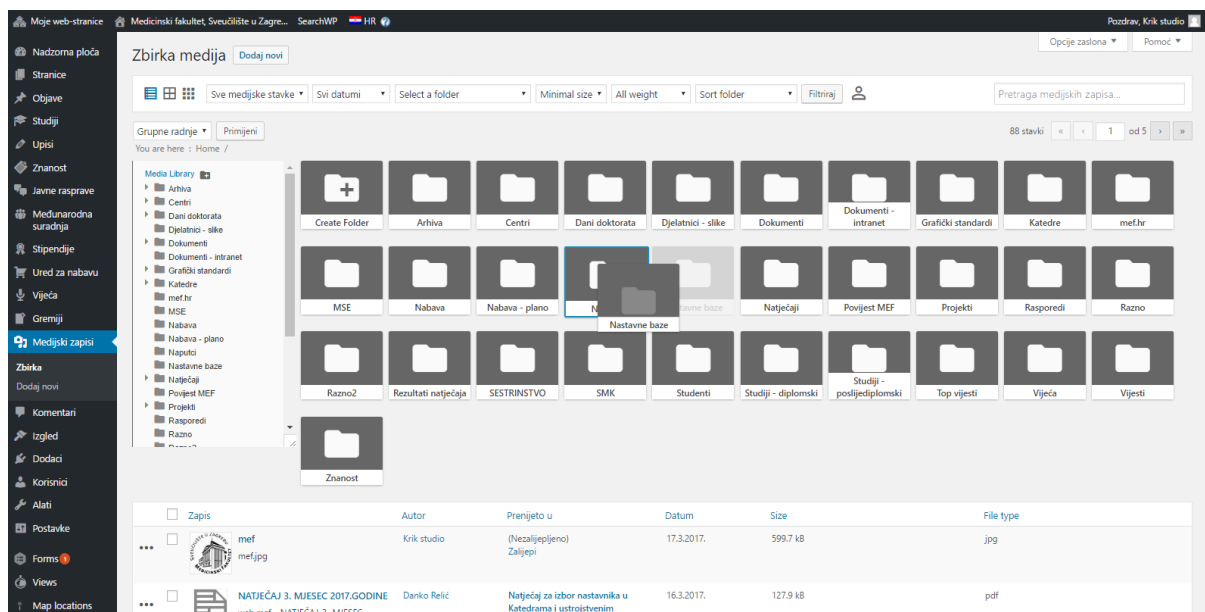 Moje web-stranice Medicinski fakultet, Sveučilište u Zagre... SearchWP HR Pozdrav, Krik studio
Opcije zaslona Pomoć
Nadzorna ploča
Stranice
Objave
Studiji
Upisi
Znanost
Javne rasprave
Međunarodna
suradnja
Stipendije
Ured za nabavu
Vijeća
Gremiji
Medijski zapisi
Zbirka
Dodaj novi
Komentari
Izgled
Dodaci
Korisnici
Alati
Postavke
Forms 1
Views
Map locations
Zbirka medija Dodaj novi
Sve medijske stavke Svi datumi Select a folder Minimal size All weight Sort folder Filtriraj Pretraga medijskih zapisa...
Grupne radnje Primijeni 88 stavki « ‹ 1 od 5 › »
You are here : Home /
Media Library
Arhiva
Centri
Dani doktorata
Djelatnici - slike
Dokumenti
Dokumenti - intranet
Grafički standardi
Katedre
mef.hr
MSE
Nabava
Nabava - plano
Naputci
Nastavne baze
Natječaji
Povijest MEF
Projekti
Rasporedi
Razno
Create Folder Arhiva Centri Dani doktorata Djelatnici - slike Dokumenti Dokumenti - intranet Grafički standardi Katedre mef.hr
MSE Nabava Nabava - plano Nastavne baze Natječaji Povijest MEF Projekti Rasporedi Razno
Razno2 Rezultati natječaja SESTRINSTVO SMK Studenti Studiji - diplomski Studiji - poslijediplomski Top vijesti Vijeća Vijesti
Znanost
Zapis Autor Prenijeto u Datum Size File type
mef Krik studio (Nezalijepljeno) 17.3.2017. 599.7 kB jpg
mef.jpg Zalijepi
NATJEČAJ 3. MJESEC 2017.GODINE Danko Relić Natječaj za izbor nastavnika u 16.3.2017. 127.9 kB pdf
Katedrama i ustrojstvenim